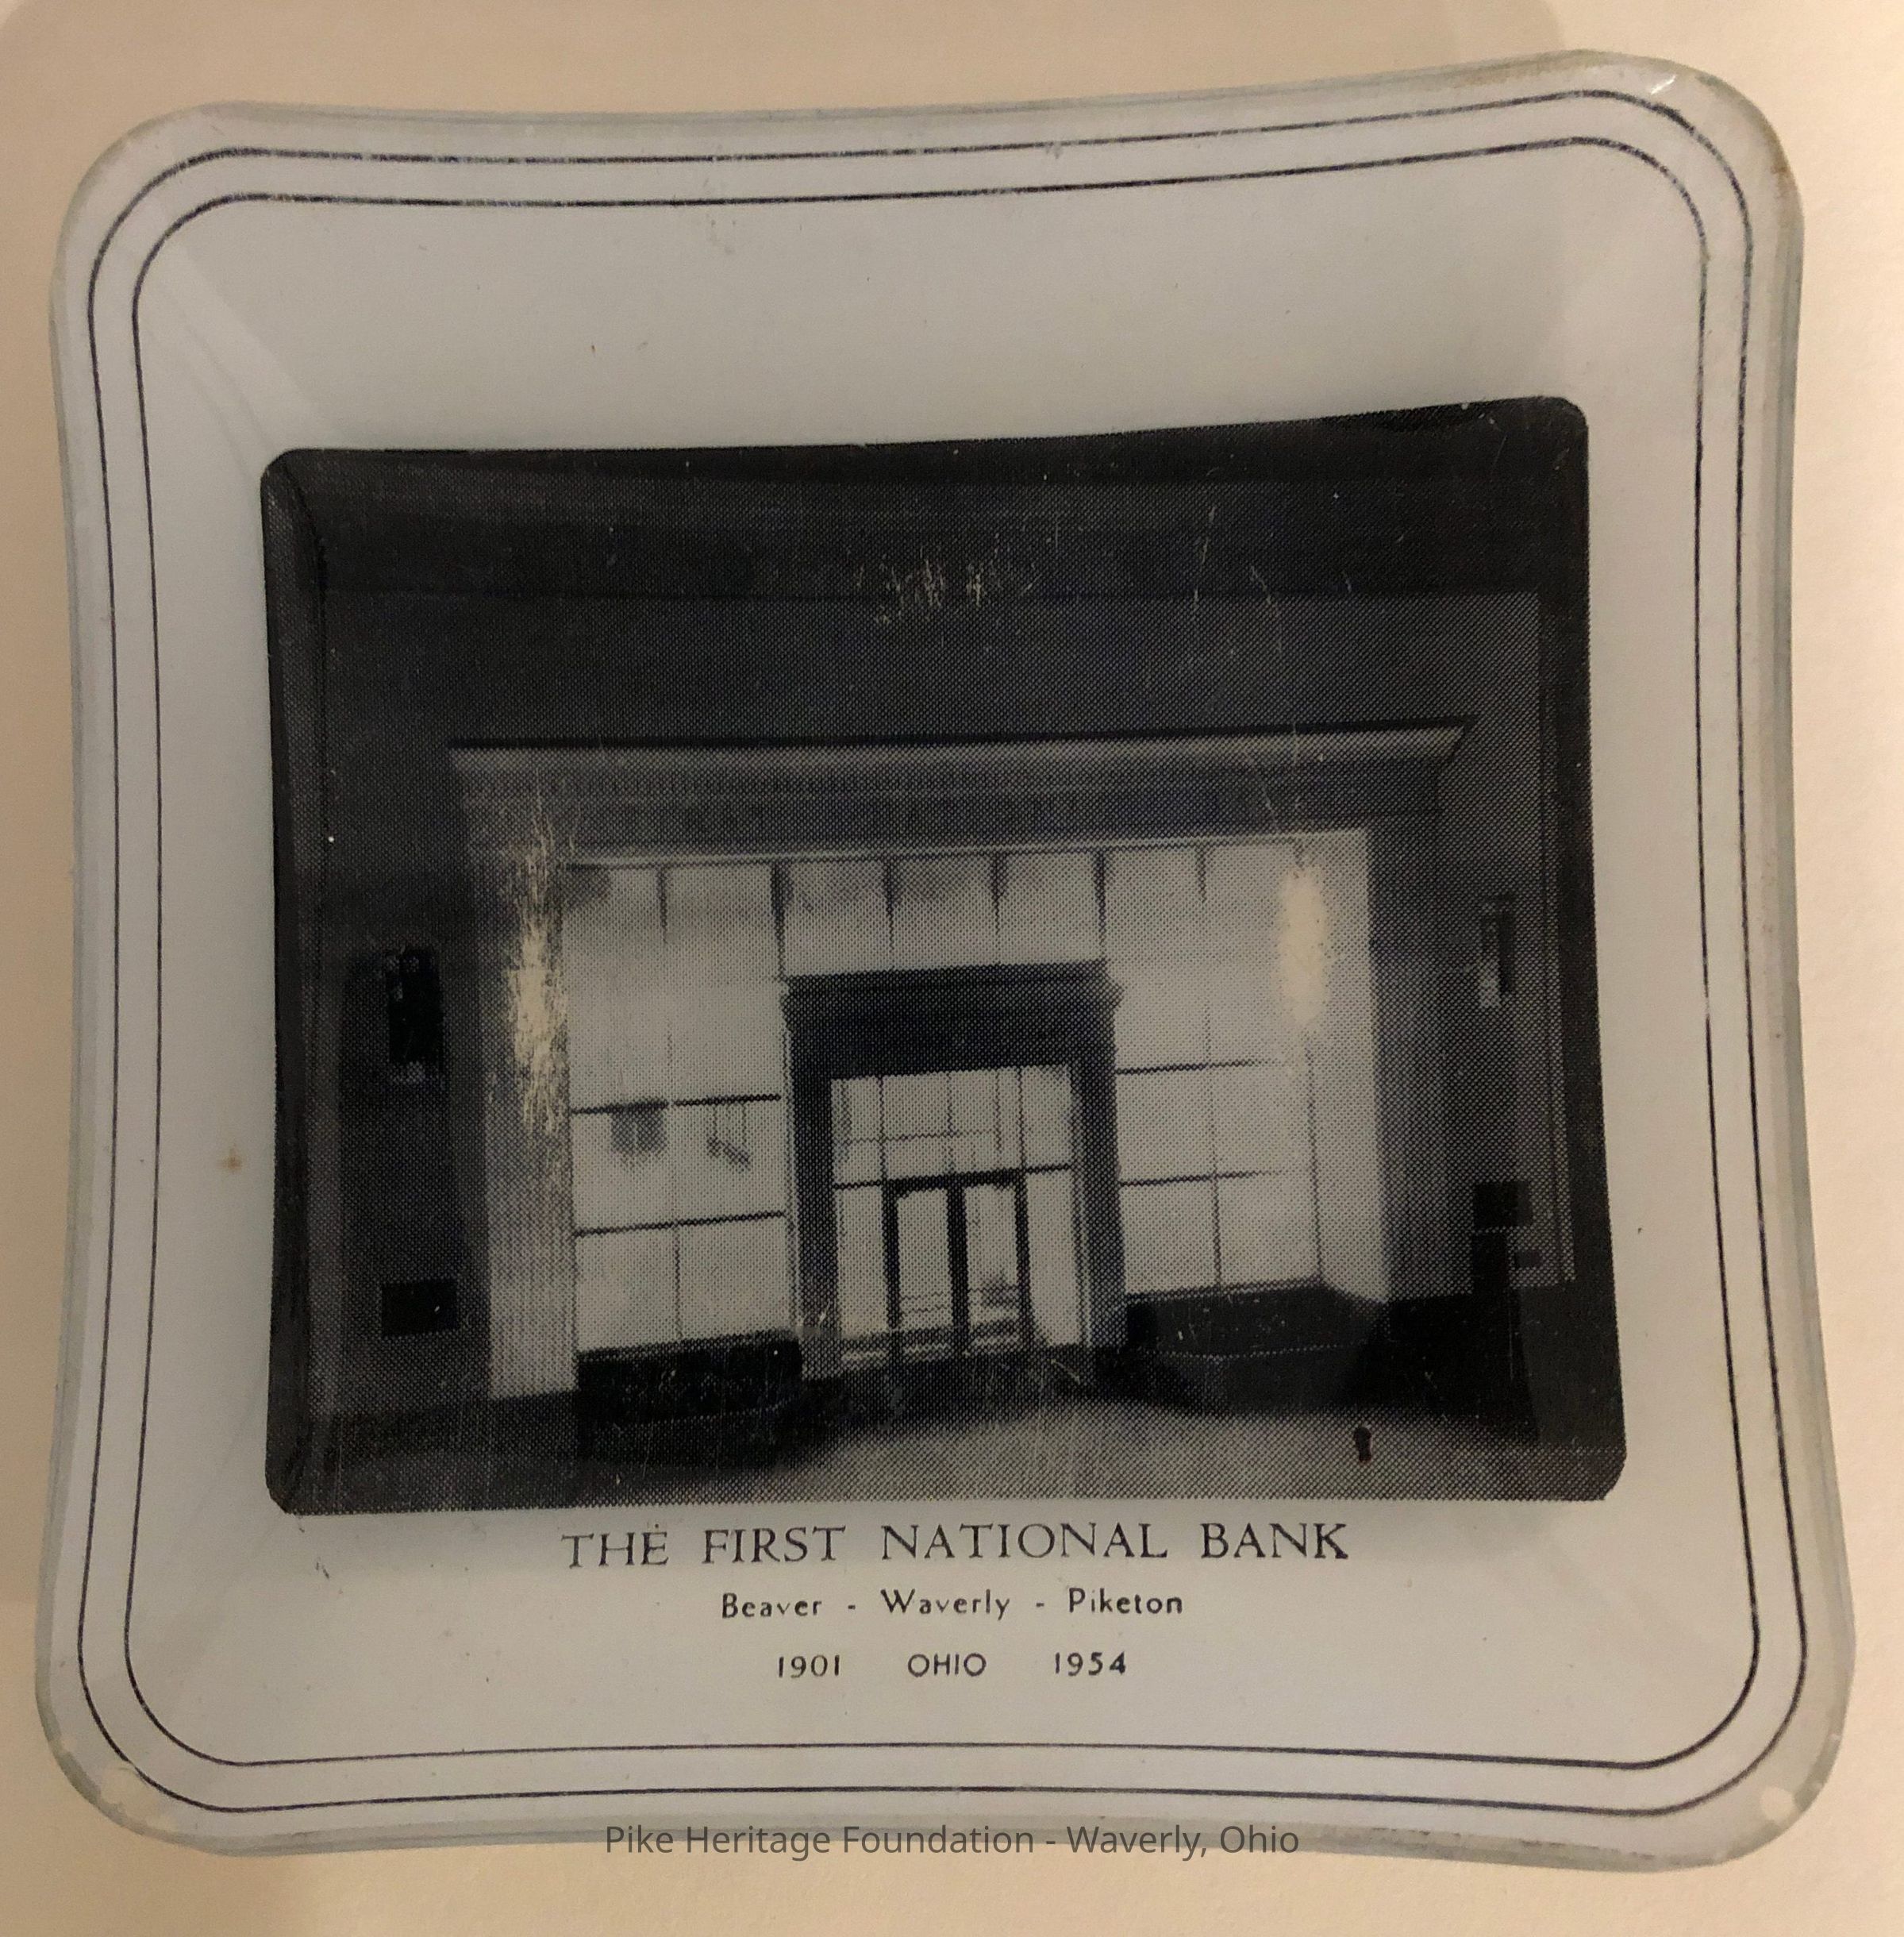 THE FIRST NATIONAL BANK
Beaver - Waverly - Piketon
1901 OHIO 1954
Pike Heritage Foundation - Waverly, Ohio